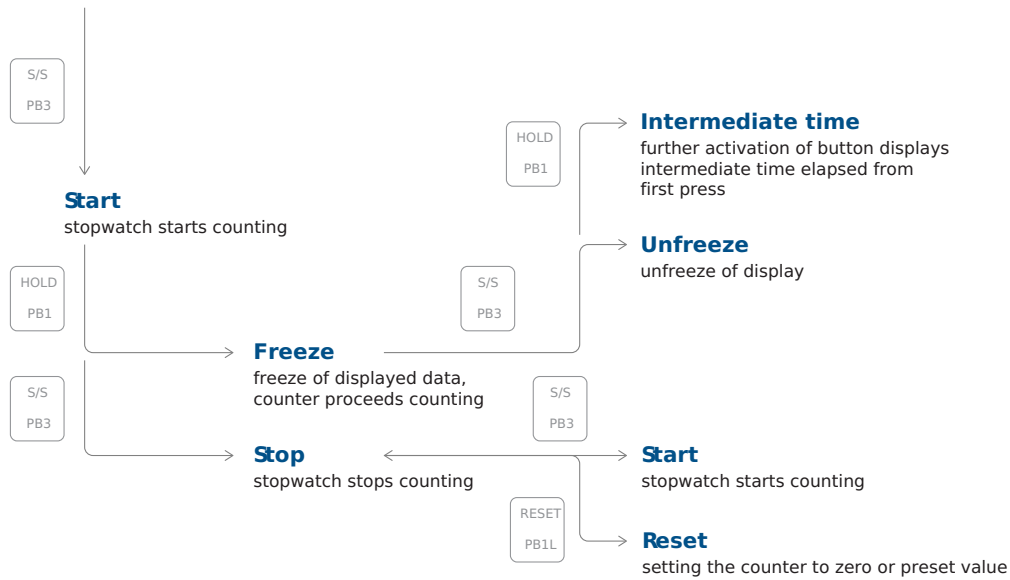 S/S
PB3
Start
stopwatch starts counting
HOLD
PB1
Intermediate time
further activation of button displays
intermediate time elapsed from
first press
Unfreeze
unfreeze of display
HOLD
PB1
S/S
PB3
Freeze
freeze of displayed data,
counter proceeds counting
S/S
PB3
S/S
PB3
Stop
stopwatch stops counting
Start
stopwatch starts counting
RESET
PB1L
Reset
setting the counter to zero or preset value